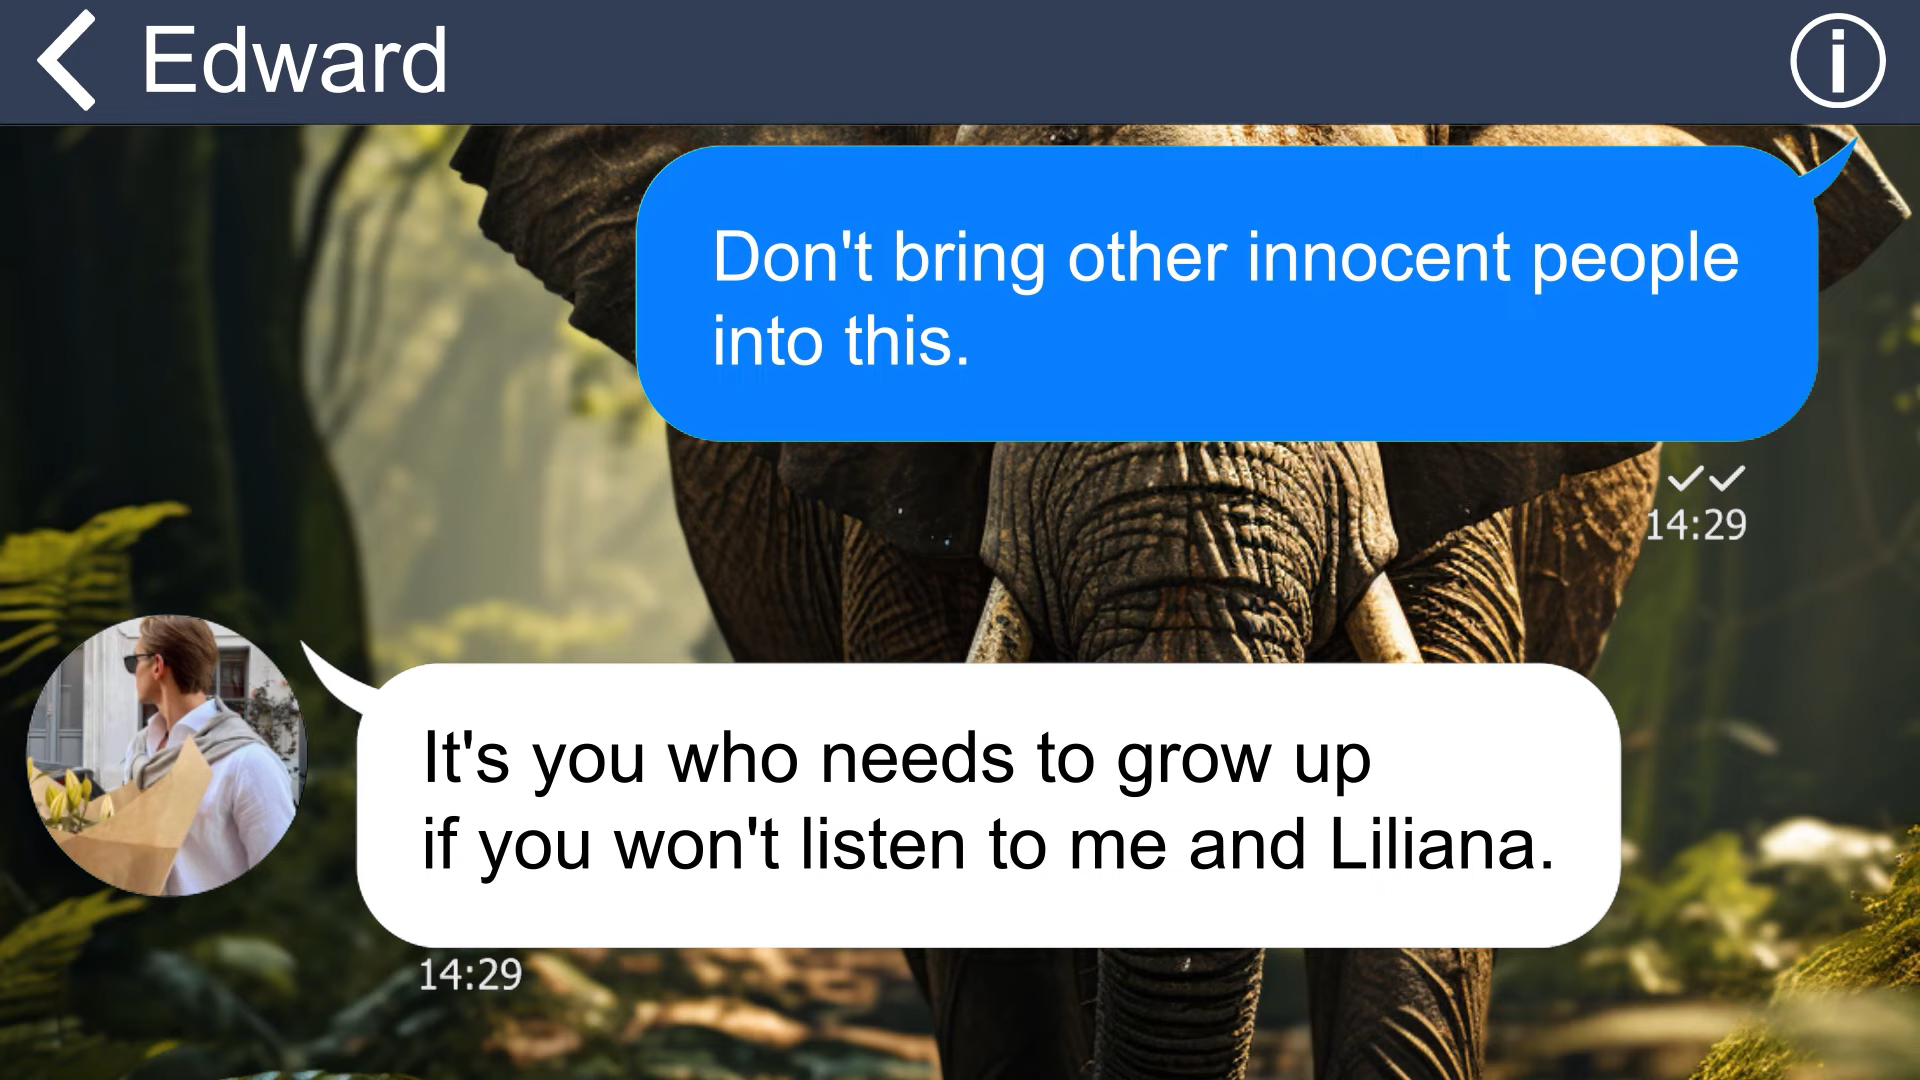 Edward
Don't bring other innocent people
into this.
14:29
It's you who needs to grow up
if you won't listen to me and Liliana.
14:29